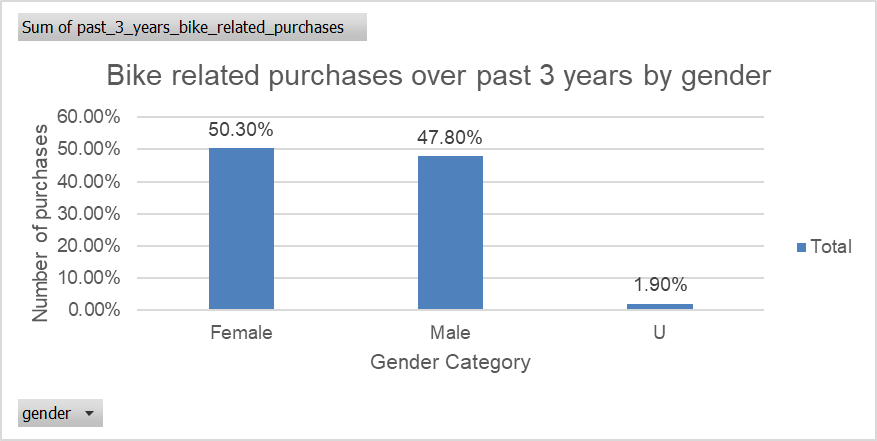 Sum of past_3_years_bike_related_purchases
Bike related purchases over past 3 years by gender
Number of purchases
60.00%
50.00%
40.00%
30.00%
20.00%
10.00%
0.00%
50.30%
47.80%
1.90%
Female
Male
U
Gender Category
Total
gender